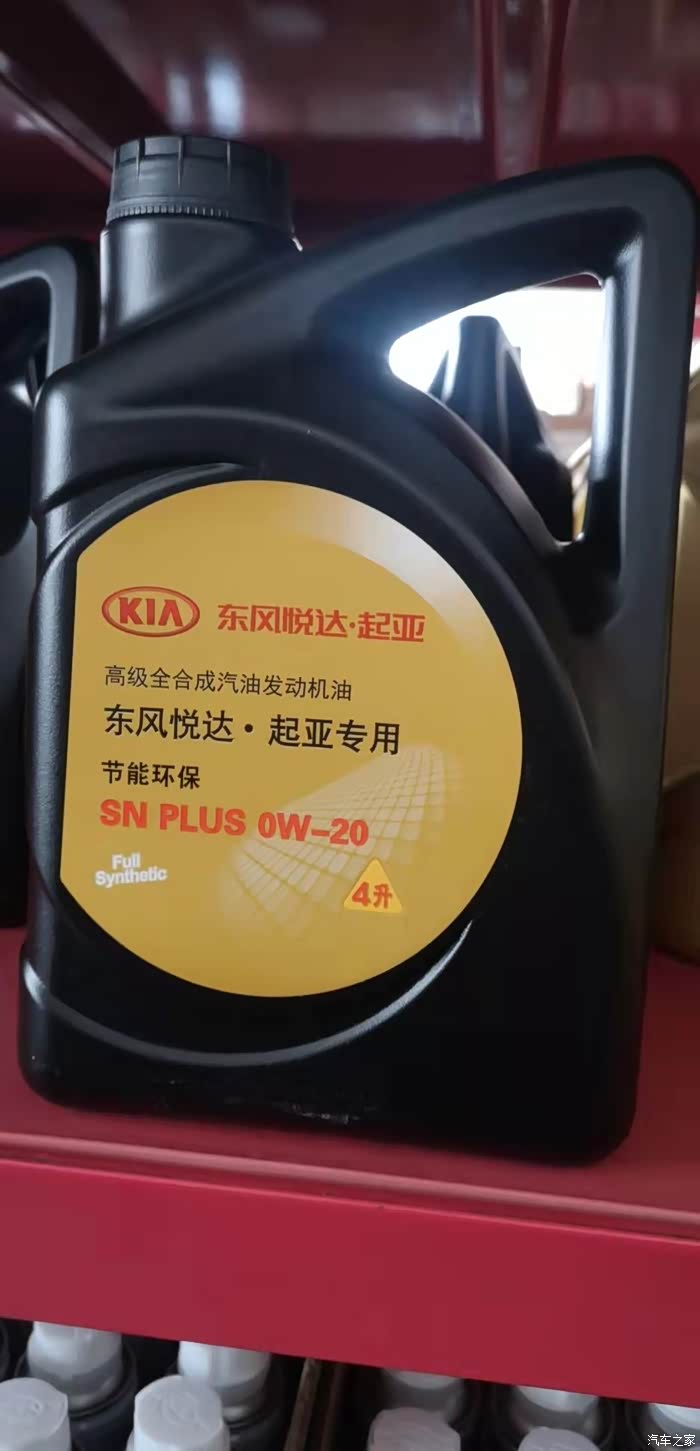 KIA 东风悦达·起亚
高级全合成汽油发动机油
东风悦达·起亚专用
节能环保
SN PLUS 0W-20
Full
Synthetic
4升
汽车之家